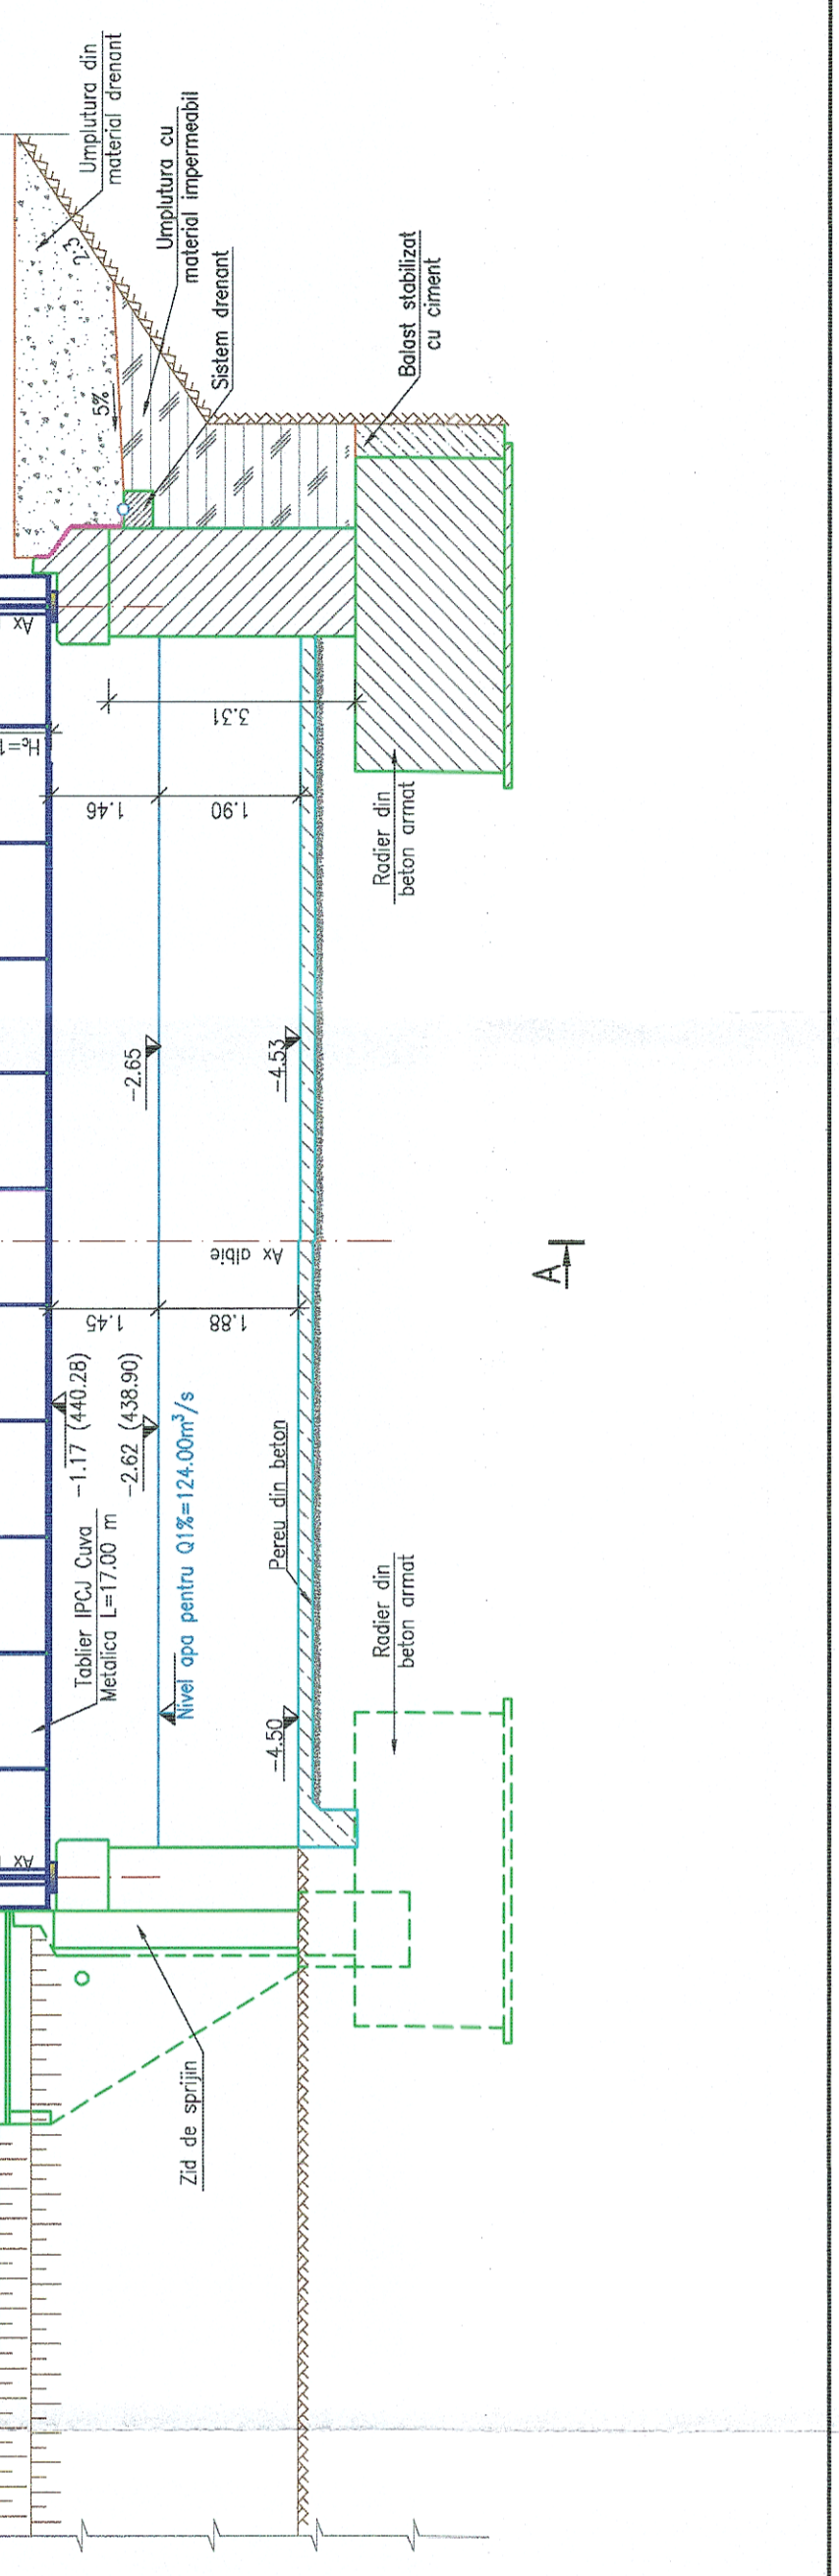 Umplutura din
material drenant
2:3
Umplutura cu
material impermeabil
5%
Sistem drenant
Balast stabilizat
cu ciment
Ax
3.31
1.46
1.90
Radier din
beton armat
-2.65
-4.53
Ax albie
A
1.45
1.88
-1.17 (440.28)
-2.62 (438.90)
Tablier IPCJ Cuva
Metalica L=17.00 m
Nivel apa pentru Q1%=124.00m³/s
Pereu din beton
Radier din
beton armat
-4.50
Ax
Zid de sprijin